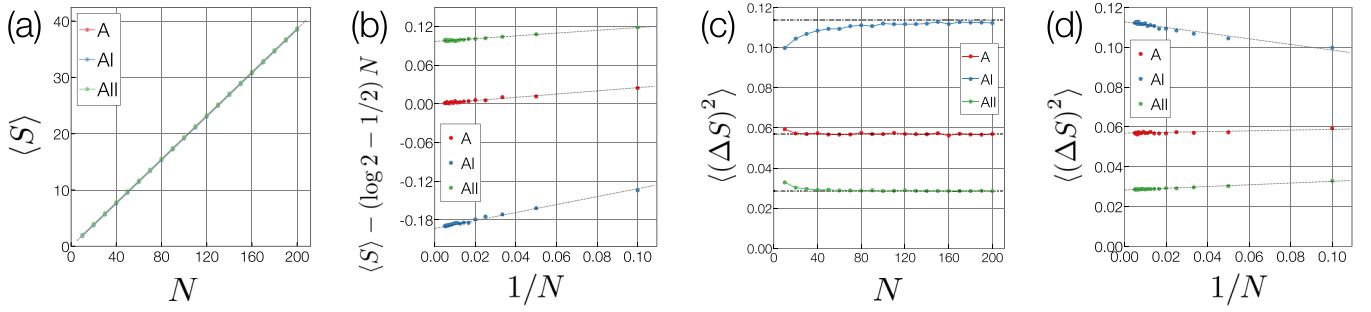 (a)
⟨S⟩
40
30
20
10
0
A
AI
AII
0 40 80 120 160 200
N
(b)
⟨S⟩ − (log 2 − 1/2) N
0.12
0.06
0.00
-0.06
-0.12
-0.18
A
AI
AII
0.00 0.02 0.04 0.06 0.08 0.10
1/N
(c)
⟨(ΔS)²⟩
0.12
0.10
0.08
0.06
0.04
0.02
0.00
A
AI
AII
0 40 80 120 160 200
N
(d)
⟨(ΔS)²⟩
0.12
0.10
0.08
0.06
0.04
0.02
0.00
A
AI
AII
0.00 0.02 0.04 0.06 0.08 0.10
1/N